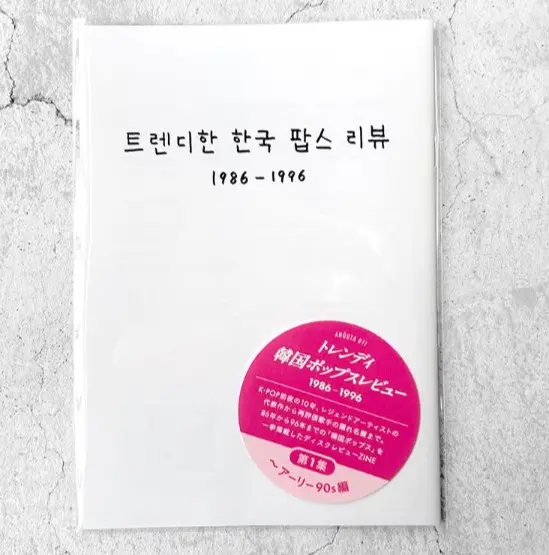 트렌디한 한국 팝스 리뷰
1986-1996
トレンディ
韓国ポップスレビュー
1986-1996
K-POP前夜の10年、レジェンドアーティストの
代表作から再評価歌手の隠れ名盤まで。
86年から96年までの「韓国ポップス」を
一挙掲載したディスクレビューZINE
第1集
〜アーリー90s編